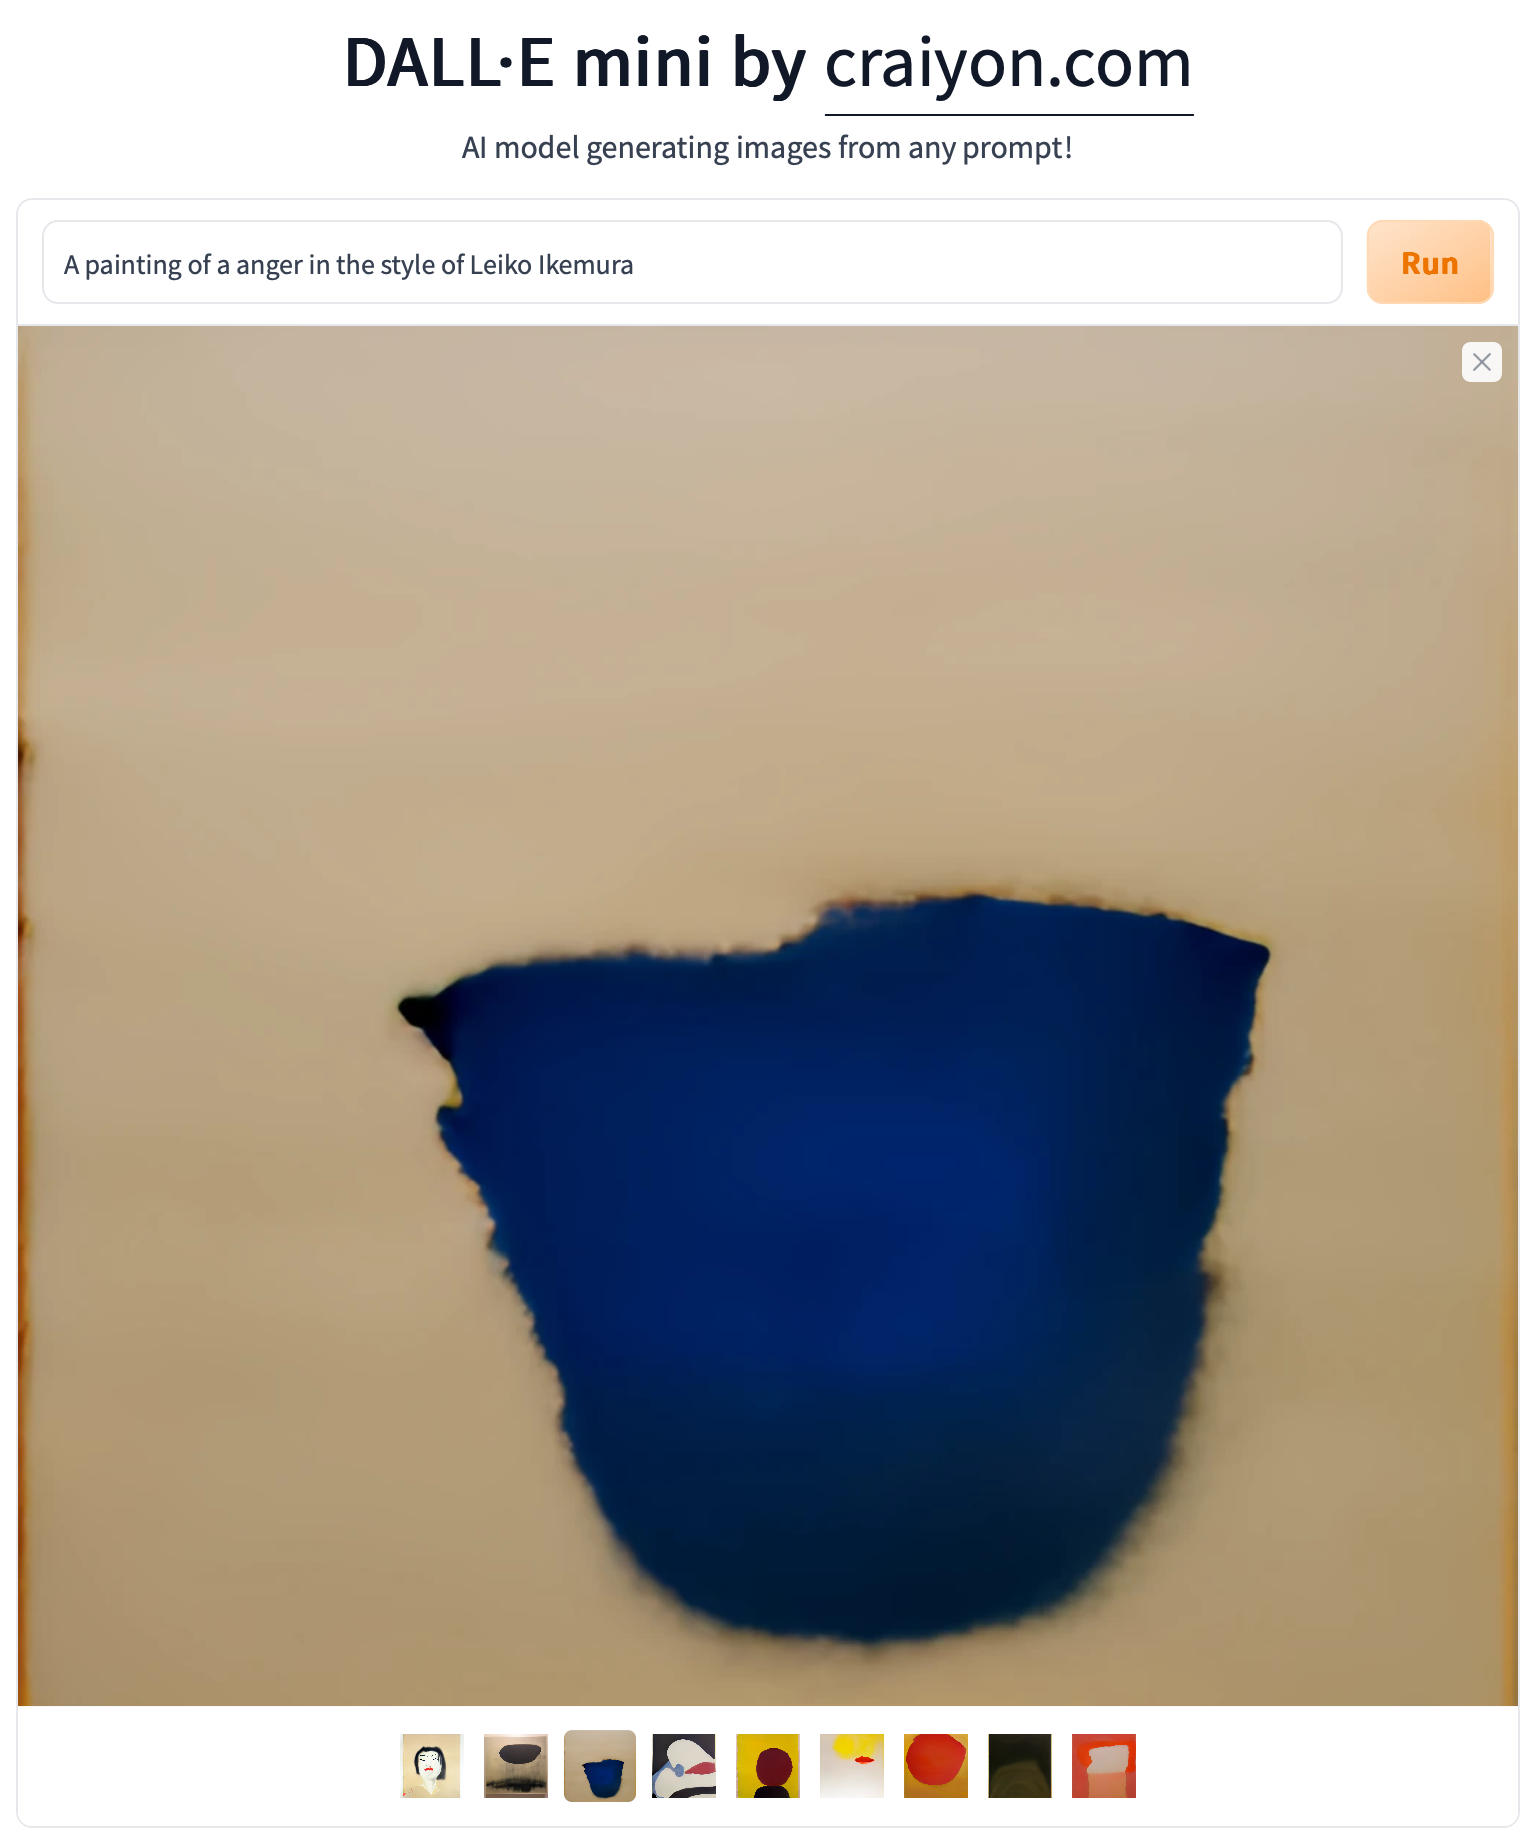 DALL·E mini by craiyon.com
AI model generating images from any prompt!
A painting of a anger in the style of Leiko Ikemura
Run